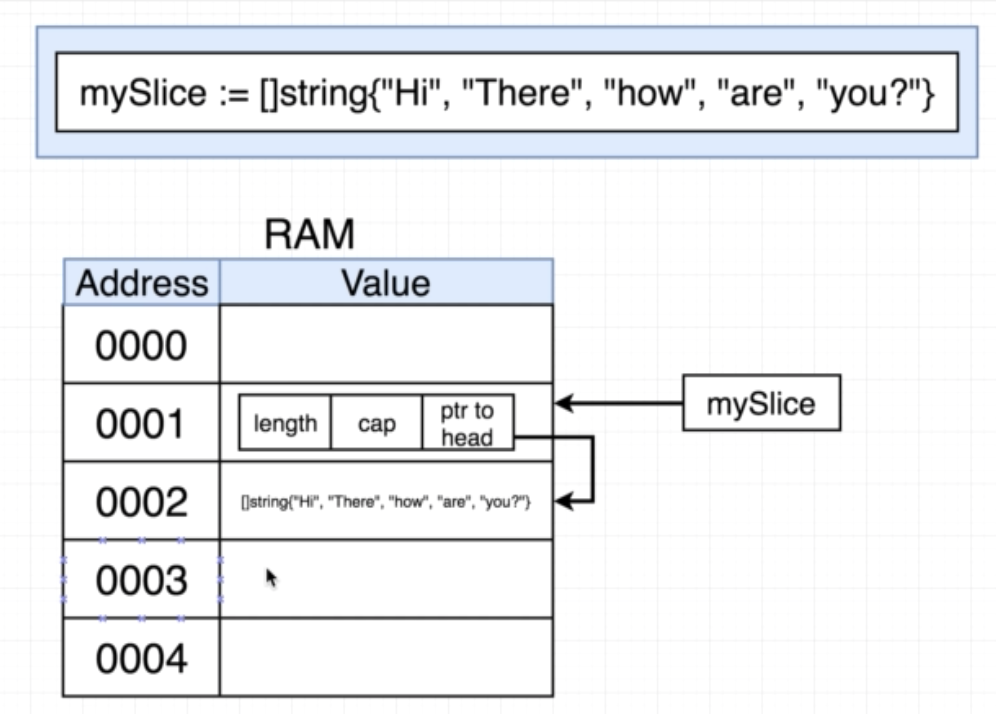 mySlice := []string{"Hi", "There", "how", "are", "you?"}
RAM
Address Value
0000
0001 length cap ptr to head
mySlice
0002 []string{"Hi", "There", "how", "are", "you?"}
0003
0004